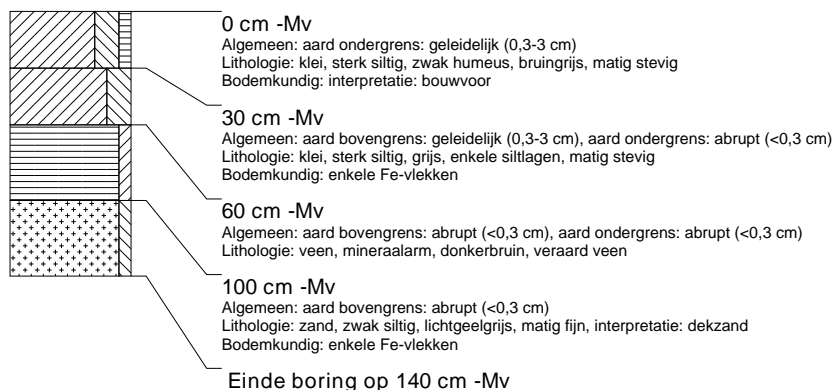 0 cm -Mv
Algemeen: aard ondergrens: geleidelijk (0,3-3 cm)
Lithologie: klei, sterk siltig, zwak humeus, bruingrijs, matig stevig
Bodemkundig: interpretatie: bouwvoor
30 cm -Mv
Algemeen: aard bovengrens: geleidelijk (0,3-3 cm), aard ondergrens: abrupt (<0,3 cm)
Lithologie: klei, sterk siltig, grijs, enkele siltlagen, matig stevig
Bodemkundig: enkele Fe-vlekken
60 cm -Mv
Algemeen: aard bovengrens: abrupt (<0,3 cm), aard ondergrens: abrupt (<0,3 cm)
Lithologie: veen, mineraalarm, donkerbruin, veraard veen
100 cm -Mv
Algemeen: aard bovengrens: abrupt (<0,3 cm)
Lithologie: zand, zwak siltig, lichtgeelgrijs, matig fijn, interpretatie: dekzand
Bodemkundig: enkele Fe-vlekken
Einde boring op 140 cm -Mv